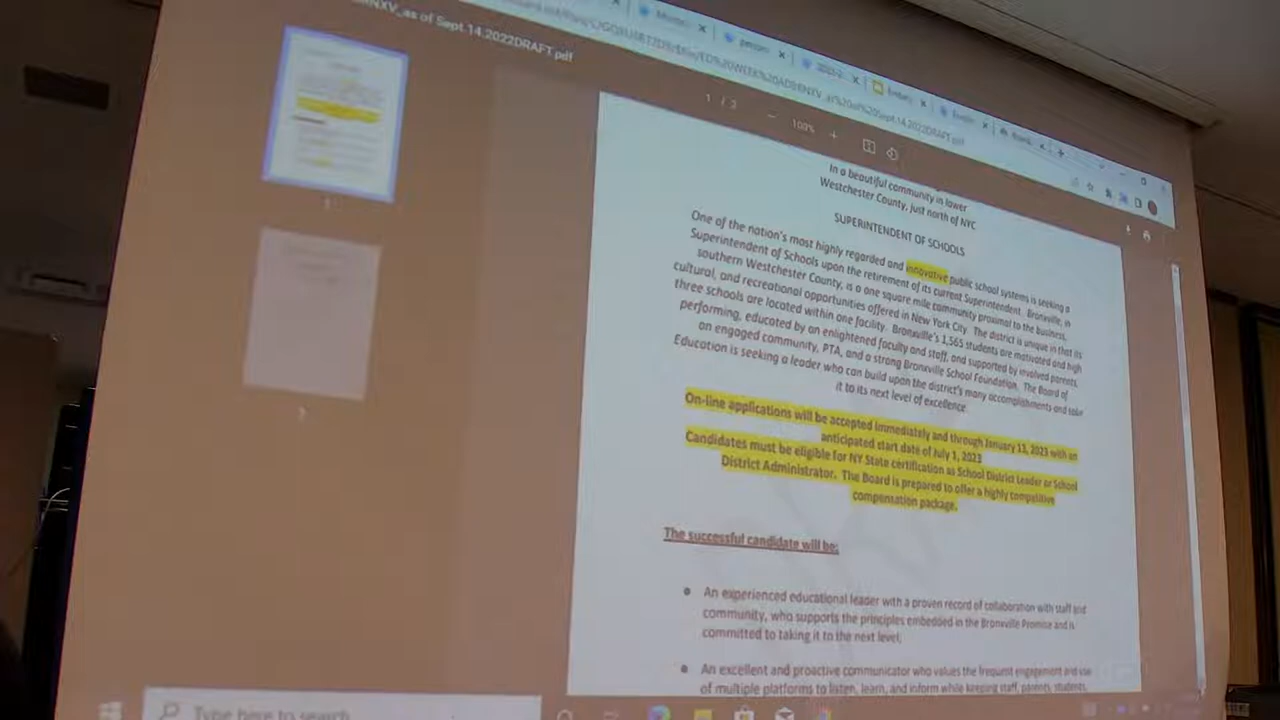 NXV_as of Sept.14.2022DRAFT.pdf
1 / 2
100%
In a beautiful community in lower
Westchester County, just north of NYC
SUPERINTENDENT OF SCHOOLS
One of the nation's most highly regarded and innovative public school systems is seeking a
Superintendent of Schools upon the retirement of its current Superintendent. Bronxville, in
southern Westchester County, is a one square mile community proximal to the business,
cultural, and recreational opportunities offered in New York City. The district is unique in that its
three schools are located within one facility. Bronxville's 1,565 students are motivated and high
performing, educated by an enlightened faculty and staff, and supported by involved parents,
an engaged community, PTA, and a strong Bronxville School Foundation. The Board of
Education is seeking a leader who can build upon the district's many accomplishments and take
it to its next level of excellence.
On-line applications will be accepted immediately and through January 13, 2023 with an
anticipated start date of July 1, 2023
Candidates must be eligible for NY State certification as School District Leader or School
District Administrator. The Board is prepared to offer a highly competitive
compensation package.
The successful candidate will be:
• An experienced educational leader with a proven record of collaboration with staff and
community, who supports the principles embedded in the Bronxville Promise and is
committed to taking it to the next level;
• An excellent and proactive communicator who values the frequent engagement and use
of multiple platforms to listen, learn, and inform while keeping staff, parents, students,
Type here to search